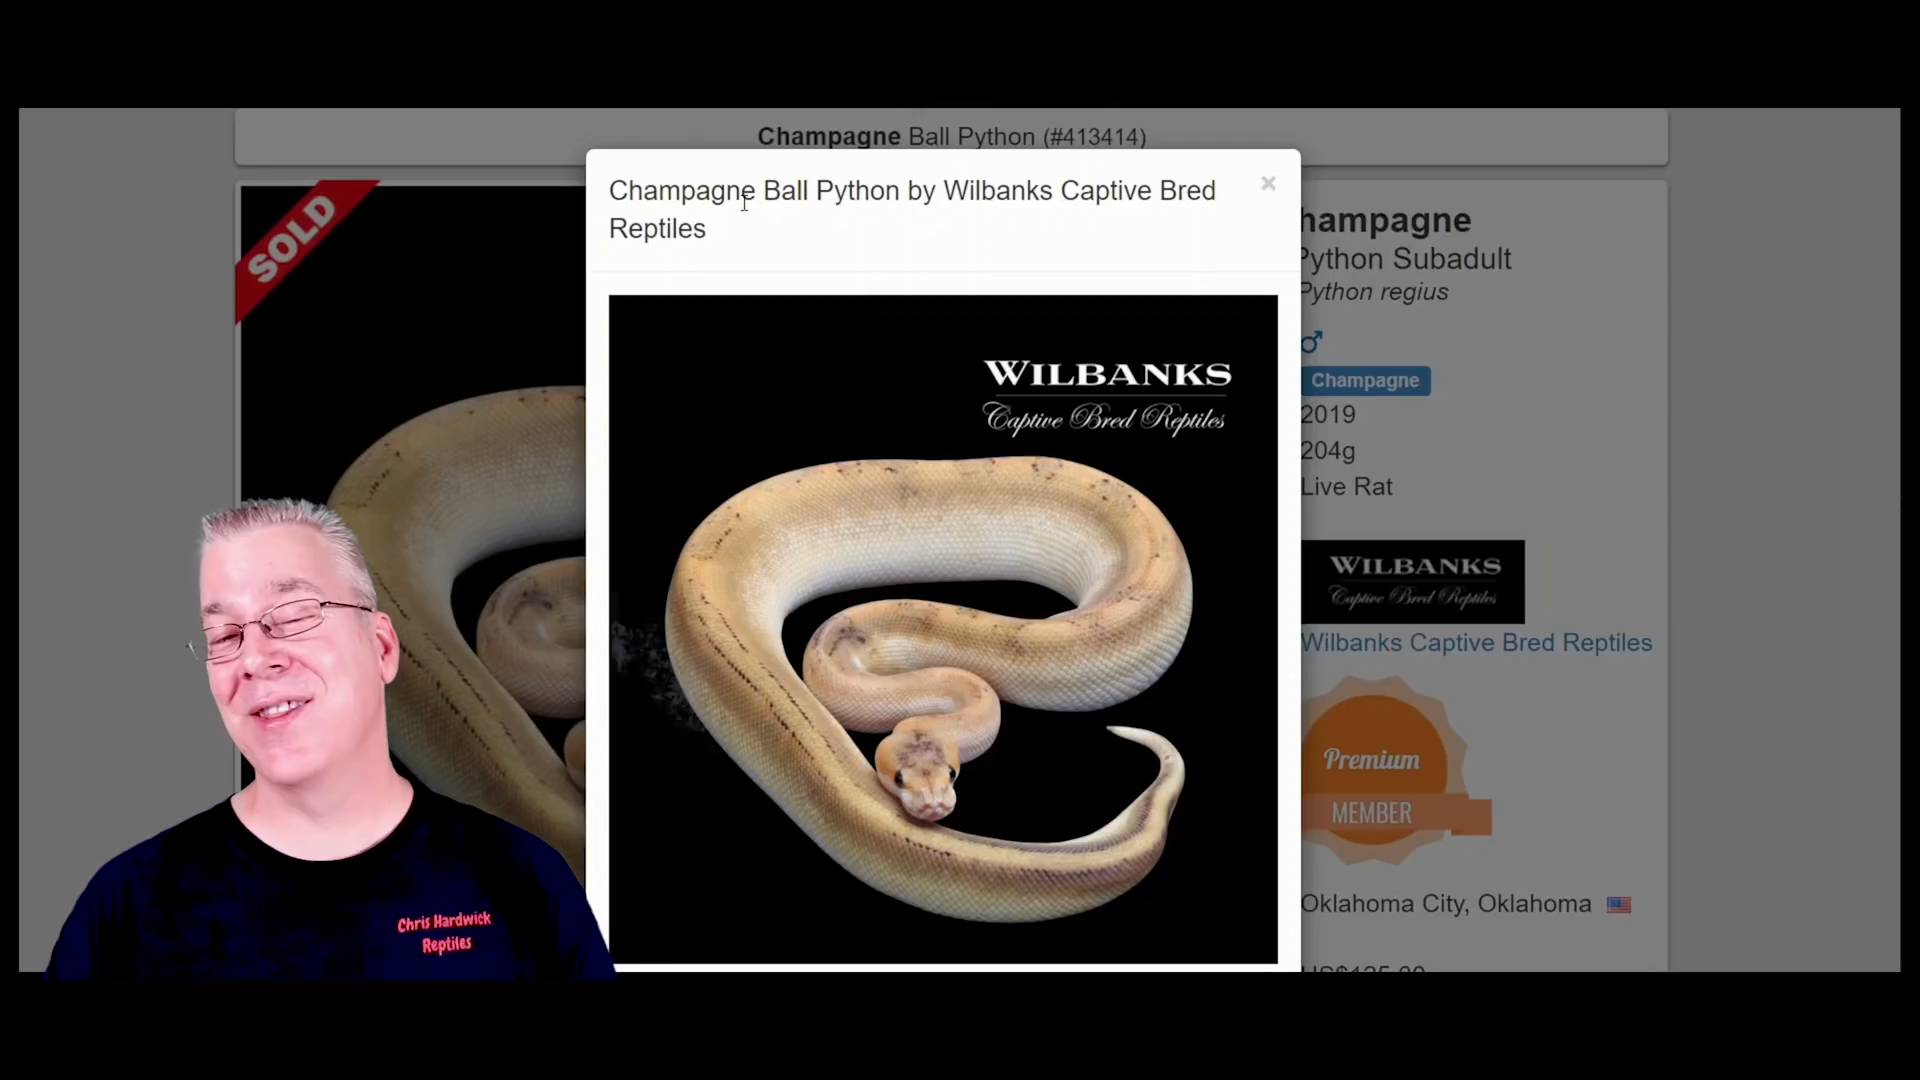 Champagne Ball Python (#413414)
SOLD
Champagne Ball Python by Wilbanks Captive Bred
Reptiles
×
WILBANKS
Captive Bred Reptiles
hampagne
Python Subadult
Python regius
Champagne
2019
204g
Live Rat
WILBANKS
Captive Bred Reptiles
Wilbanks Captive Bred Reptiles
Premium
MEMBER
Oklahoma City, Oklahoma
Chris Hardwick
Reptiles